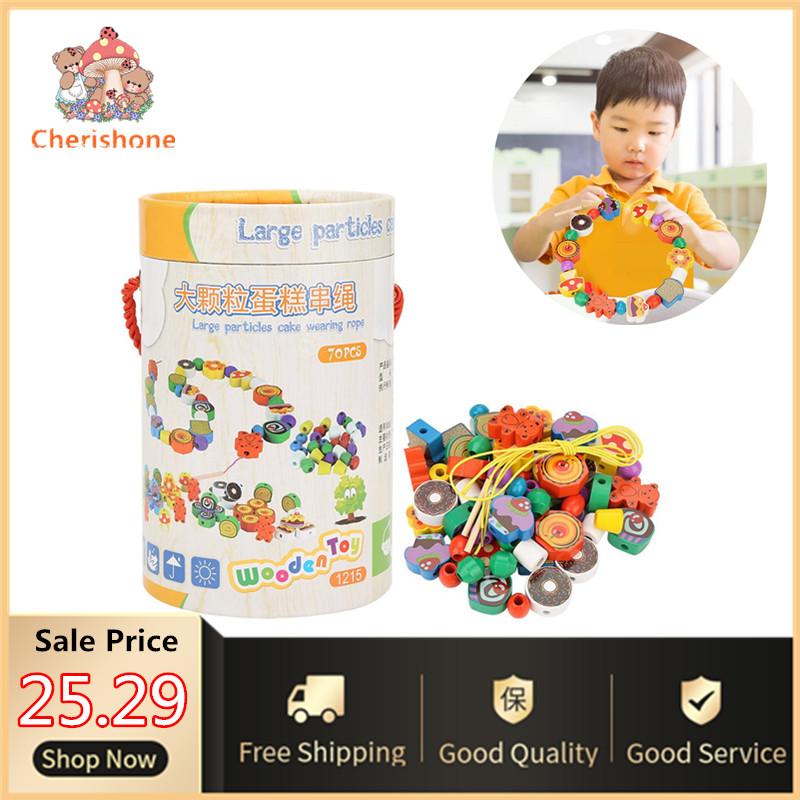 Cherishone
Large particles
大颗粒蛋糕串绳
Large particles cake wearing rope
70PCS
Wooden Toy
1215
Sale Price
25.29
Shop Now
Free Shipping
保
Good Quality
Good Service